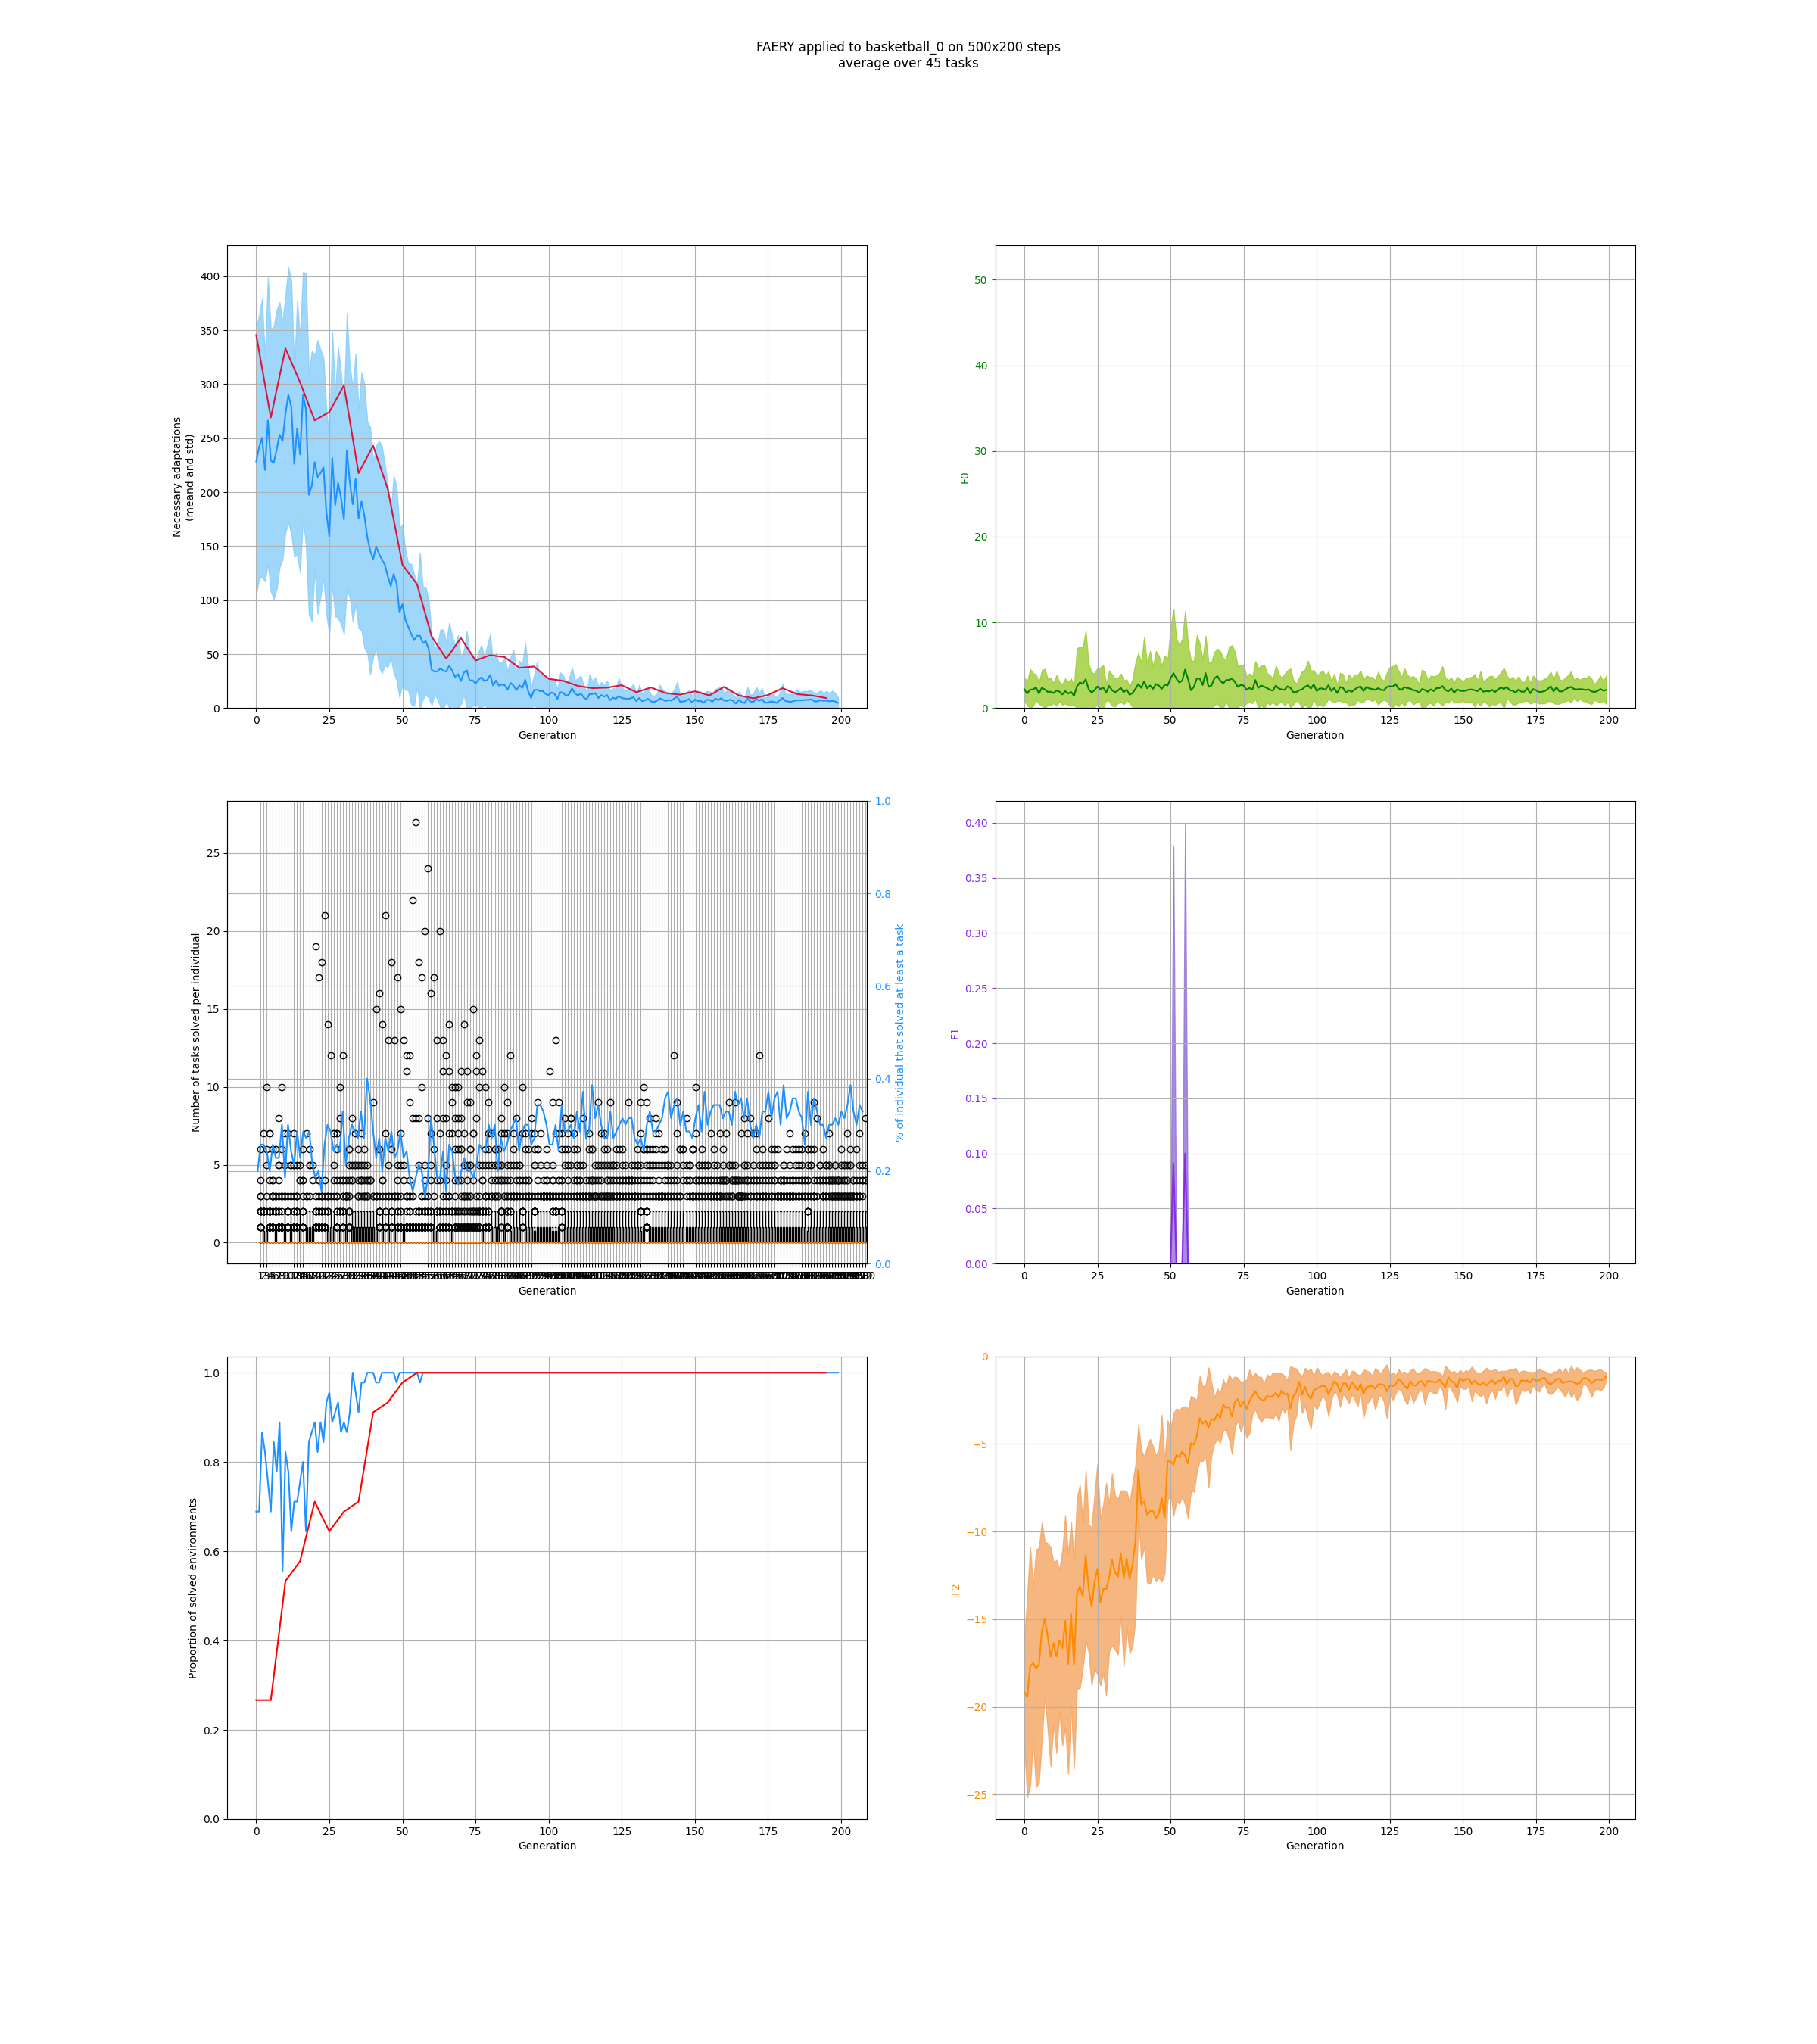 FAERY applied to basketball_0 on 500x200 steps
average over 45 tasks
400
350
300
250
200
150
100
50
0
Necessary adaptations
(meand and std)
0 25 50 75 100 125 150 175 200
Generation
50
40
30
20
10
0
F0
0 25 50 75 100 125 150 175 200
Generation
25
20
15
10
5
0
Number of tasks solved per individual
1.0
0.8
0.6
0.4
0.2
0.0
% of individual that solved at least a task
Generation
0.40
0.35
0.30
0.25
0.20
0.15
0.10
0.05
0.00
F1
0 25 50 75 100 125 150 175 200
Generation
1.0
0.8
0.6
0.4
0.2
0.0
Proportion of solved environments
0 25 50 75 100 125 150 175 200
Generation
0
−5
−10
−15
−20
−25
F2
0 25 50 75 100 125 150 175 200
Generation